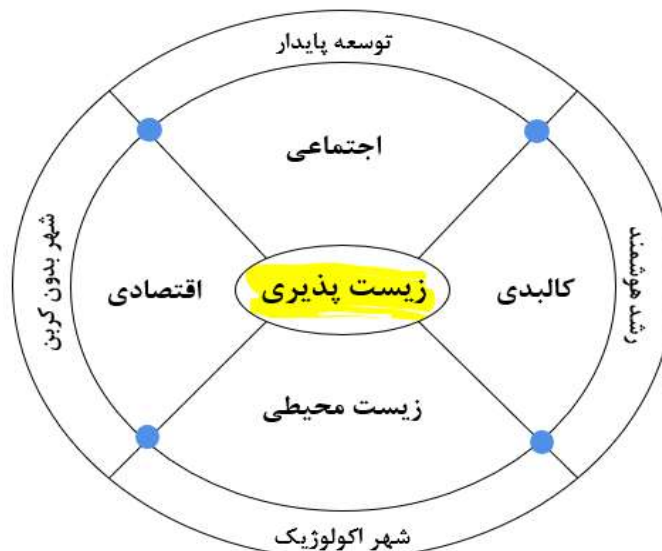 توسعه پایدار
اجتماعی
رشد هوشمند
کالبدی
زیست پذیری
اقتصادی
شهر بدون کربن
زیست محیطی
شهر اکولوژیک